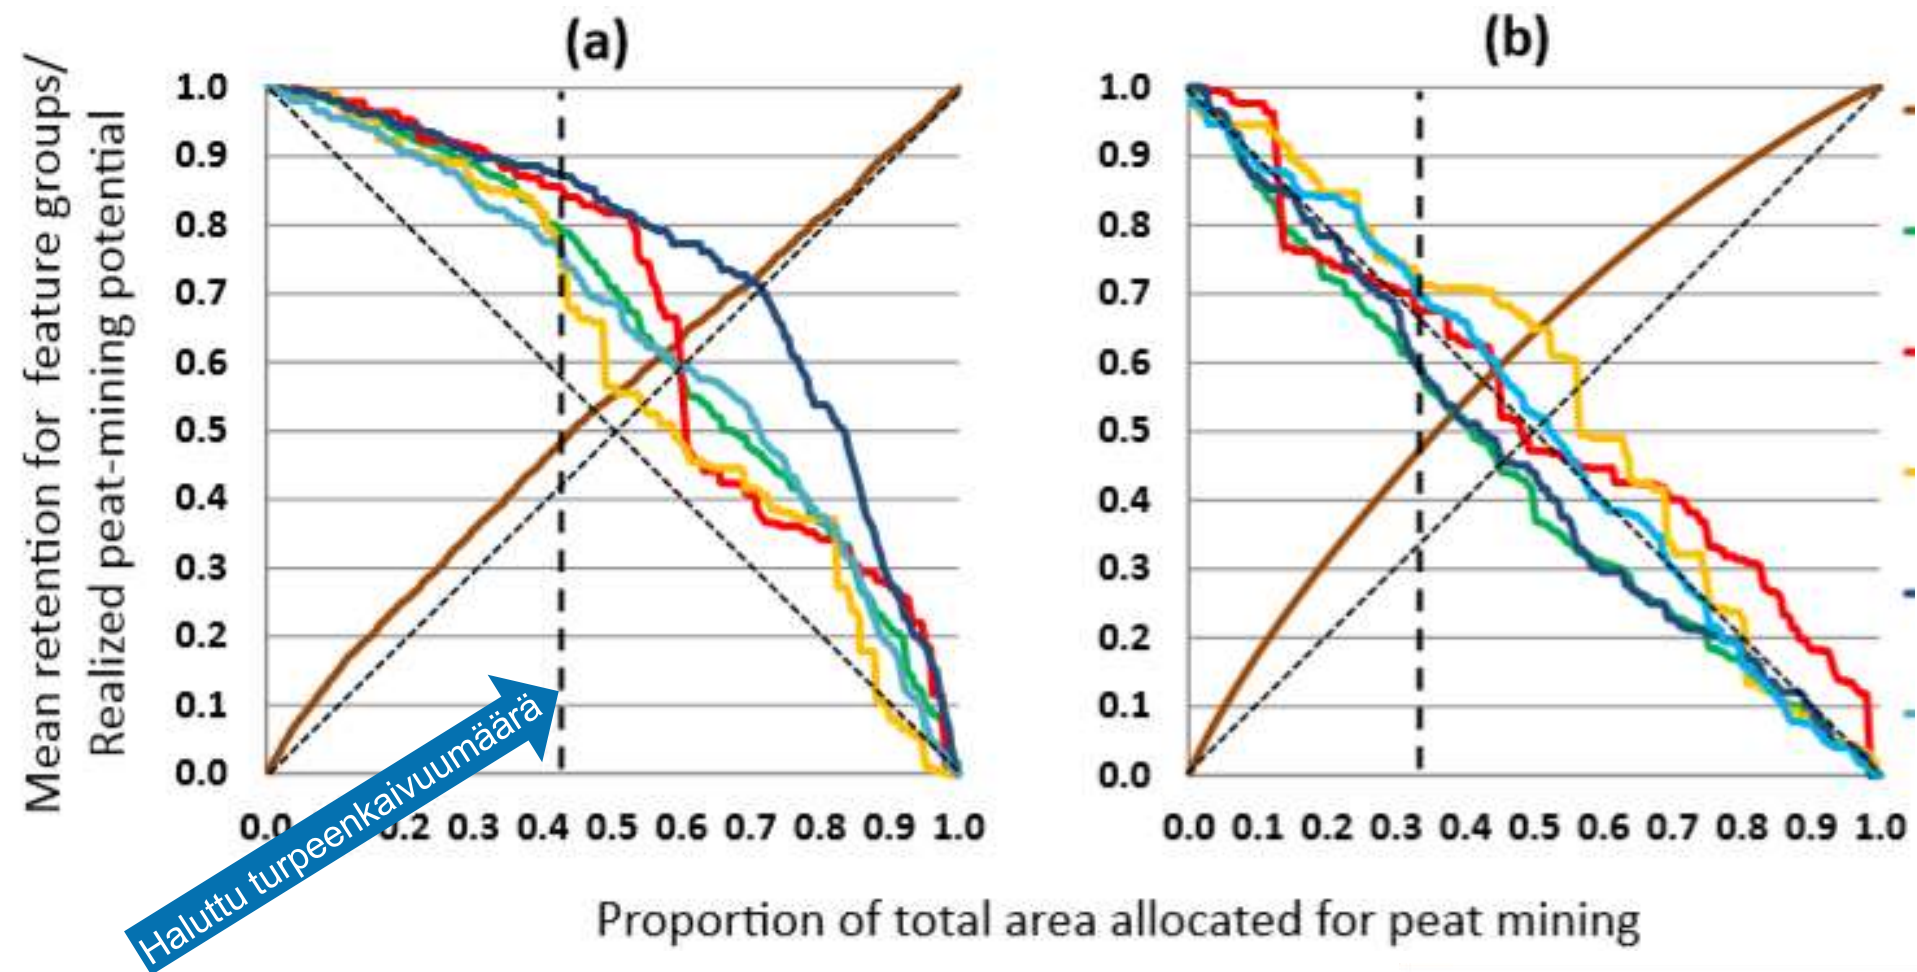 (a)
(b)
Mean retention for feature groups/
Realized peat-mining potential
1.0
0.9
0.8
0.7
0.6
0.5
0.4
0.3
0.2
0.1
0.0
0.0 0.2 0.3 0.4 0.5 0.6 0.7 0.8 0.9 1.0
Haluttu turpeenkaivuumäärä
1.0
0.9
0.8
0.7
0.6
0.5
0.4
0.3
0.2
0.1
0.0
0.0 0.1 0.2 0.3 0.4 0.5 0.6 0.7 0.8 0.9 1.0
Proportion of total area allocated for peat mining